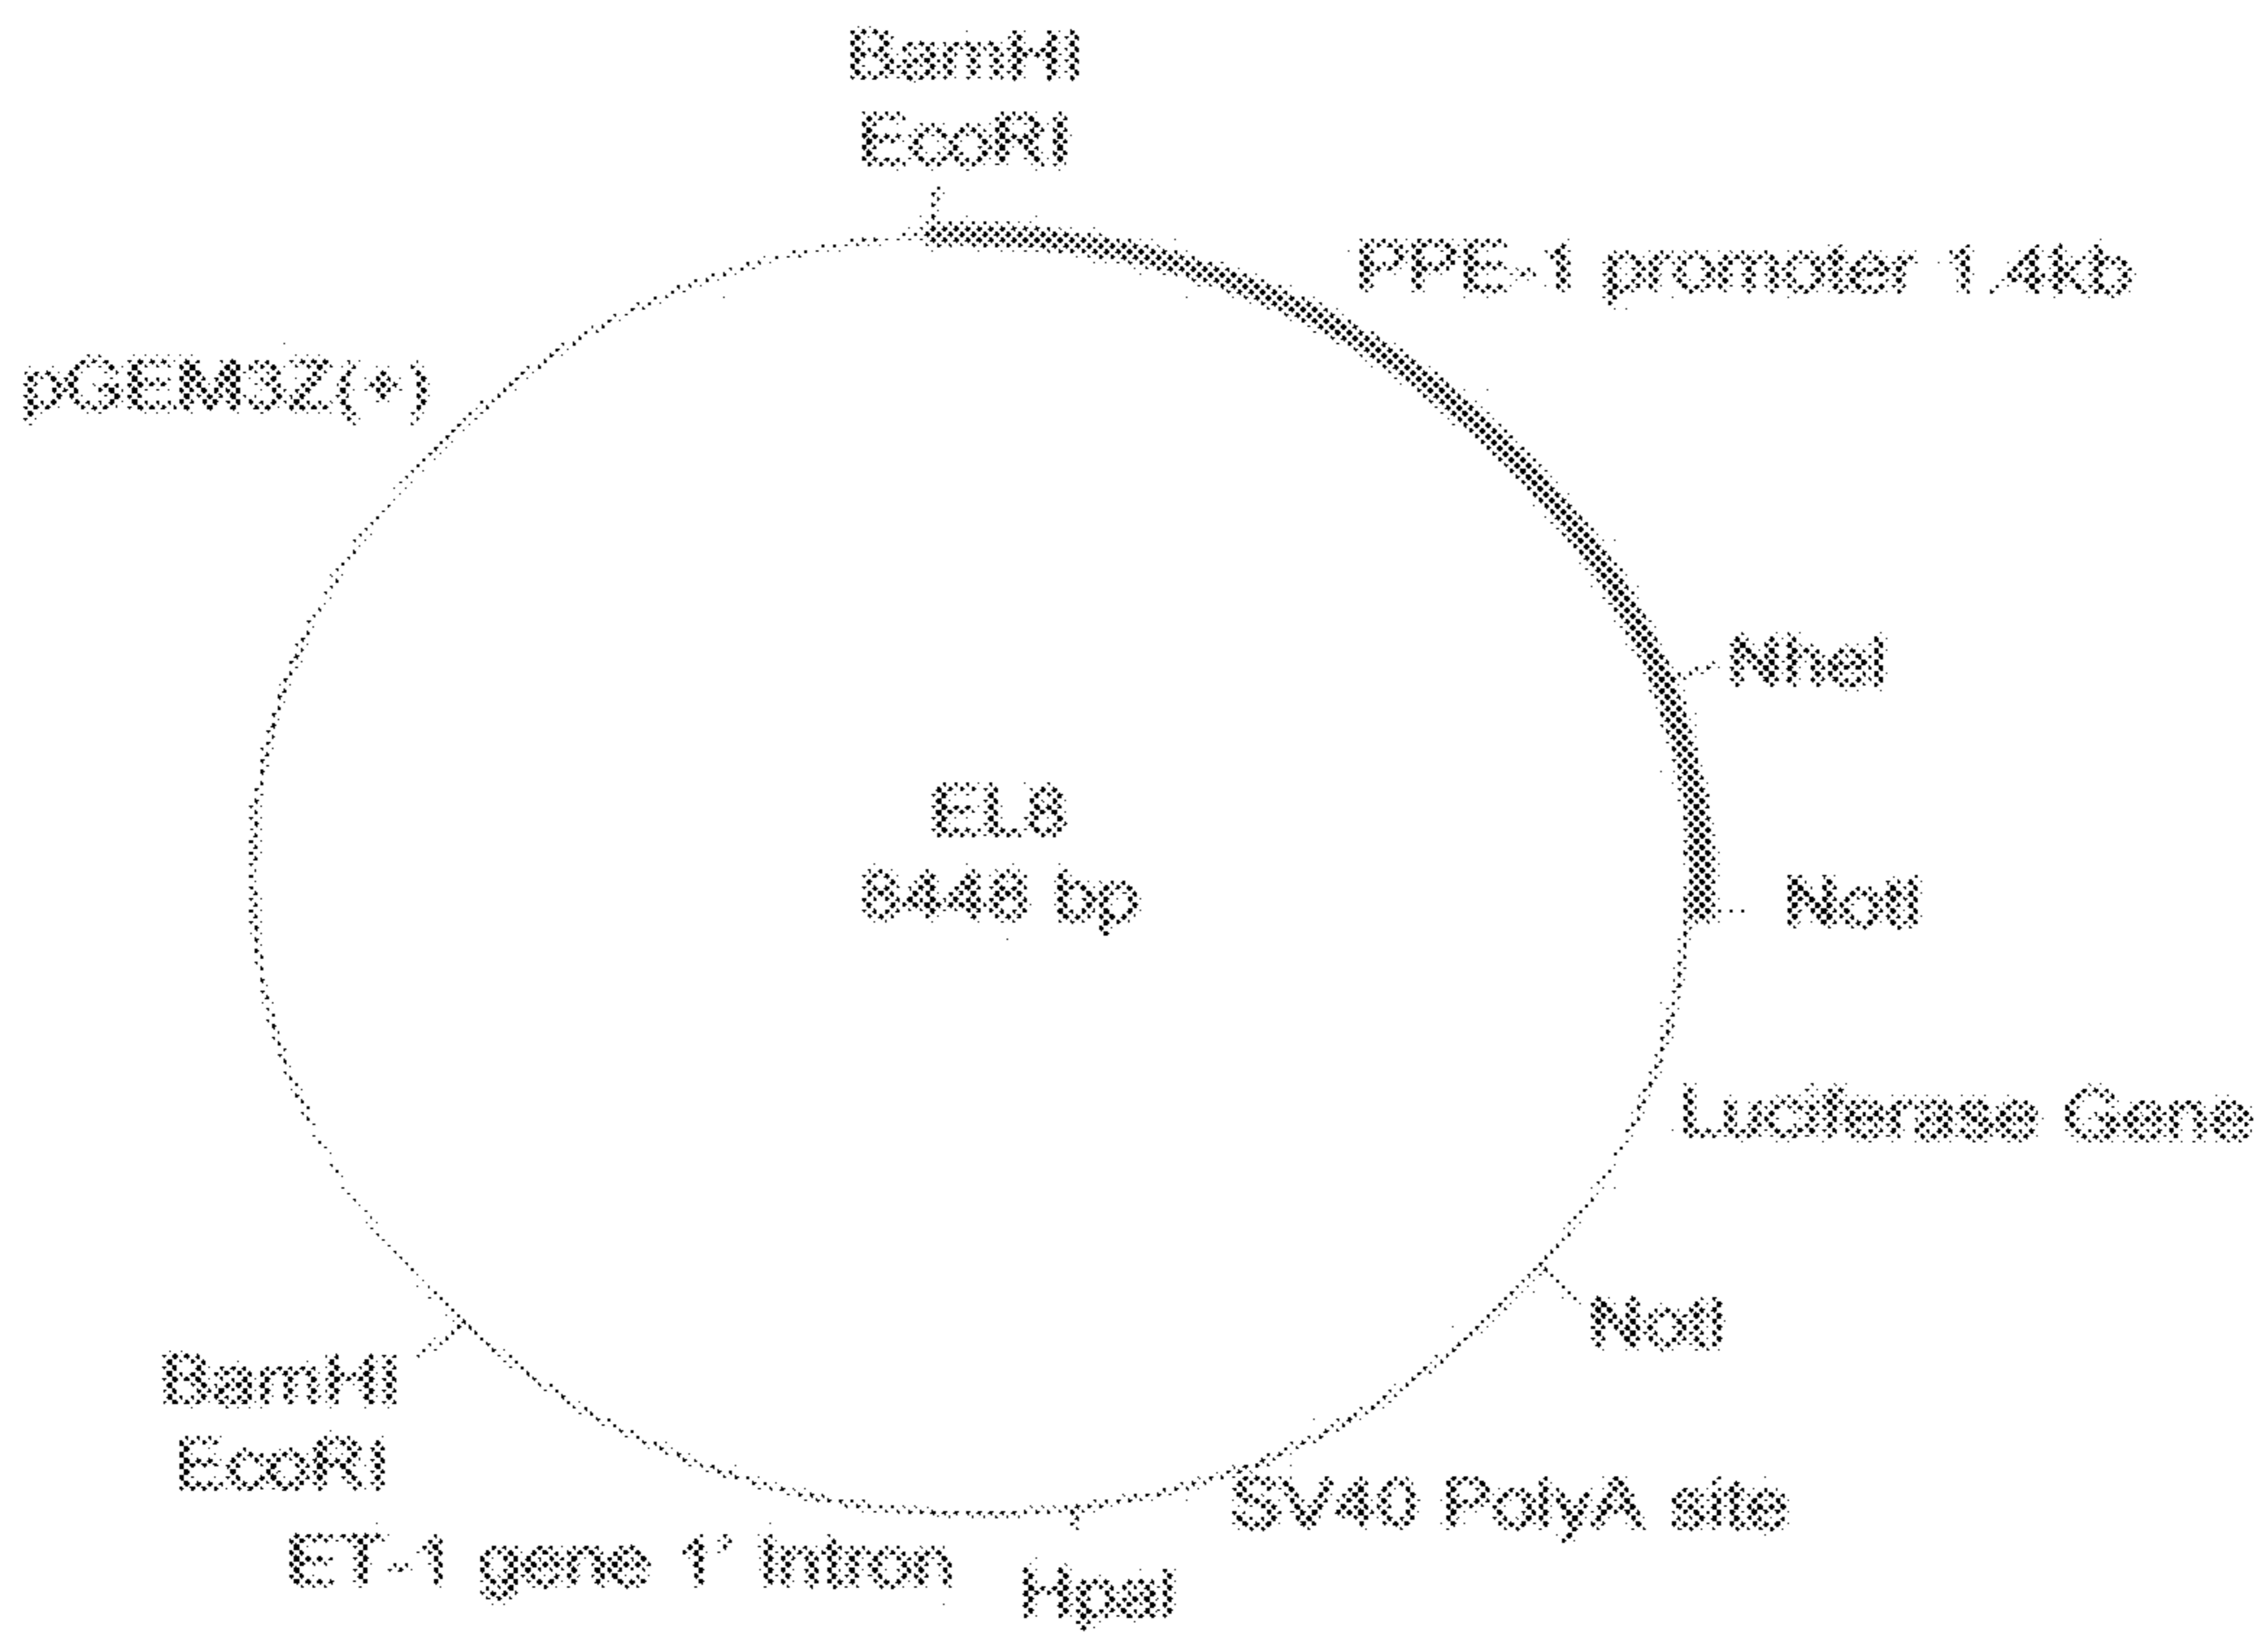 BamHI
EcoRI
PPE-1 promoter 1.4kb
pGEM3Z(+)
NheI
EL8
8448 bp
NotI
Luciferase Gene
NotI
BamHI
EcoRI
SV40 PolyA site
ET-1 gene 1' Intron
HpaI